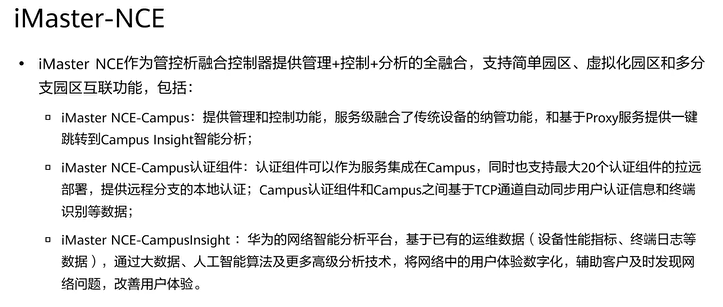 iMaster-NCE
• iMaster NCE作为管控析融合控制器提供管理+控制+分析的全融合，支持简单园区、虚拟化园区和多分
支园区互联功能，包括：
▫ iMaster NCE-Campus：提供管理和控制功能，服务级融合了传统设备的纳管功能，和基于Proxy服务提供一键
跳转到Campus Insight智能分析；
▫ iMaster NCE-Campus认证组件：认证组件可以作为服务集成在Campus，同时也支持最大20个认证组件的拉远
部署，提供远程分支的本地认证；Campus认证组件和Campus之间基于TCP通道自动同步用户认证信息和终端
识别等数据；
▫ iMaster NCE-CampusInsight ：华为的网络智能分析平台，基于已有的运维数据（设备性能指标、终端日志等
数据），通过大数据、人工智能算法及更多高级分析技术，将网络中的用户体验数字化，辅助客户及时发现网
络问题，改善用户体验。